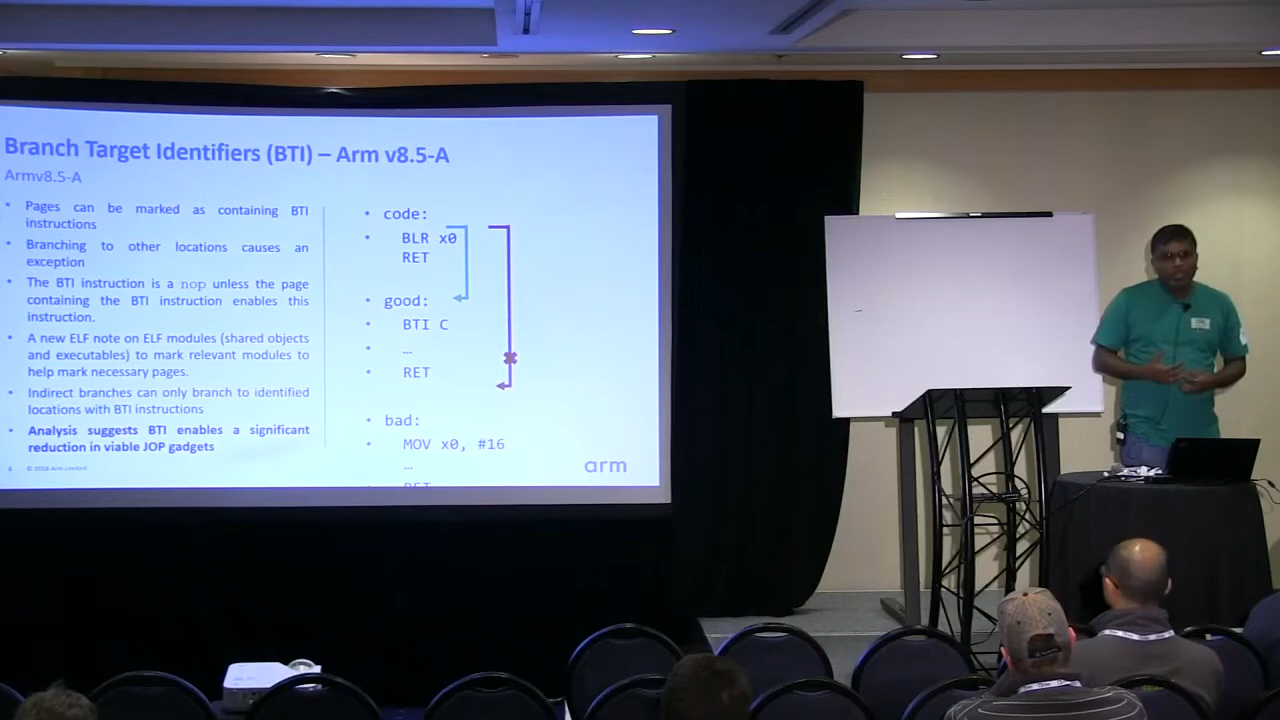 Branch Target Identifiers (BTI) – Arm v8.5-A
Armv8.5-A
• Pages can be marked as containing BTI
instructions
• Branching to other locations causes an
exception
• The BTI instruction is a nop unless the page
containing the BTI instruction enables this
instruction.
• A new ELF note on ELF modules (shared objects
and executables) to mark relevant modules to
help mark necessary pages.
• Indirect branches can only branch to identified
locations with BTI instructions
• Analysis suggests BTI enables a significant
reduction in viable JOP gadgets
• code:
• BLR x0
RET
• good:
• BTI C
• …
• RET
• bad:
• MOV x0, #16
…
RET
© 2018 Arm Limited
arm